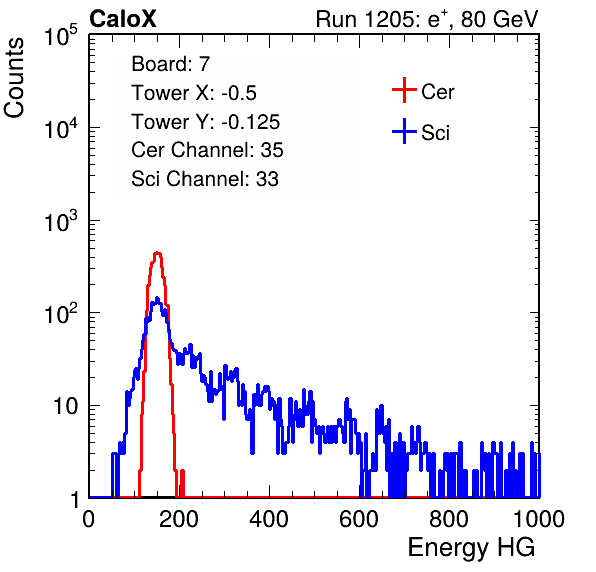 CaloX Run 1205: e⁺, 80 GeV
Counts
Board: 7
Tower X: -0.5
Tower Y: -0.125
Cer Channel: 35
Sci Channel: 33
Cer
Sci
10⁵
10⁴
10³
10²
10
1
0 200 400 600 800 1000
Energy HG